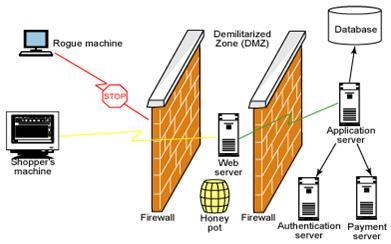 Database
Demilitarized
Zone (DMZ)
Rogue machine
STOP
Application
server
Shopper's
machine
Web
server
Firewall
Honey
pot
Firewall
Authentication
server
Payment
server